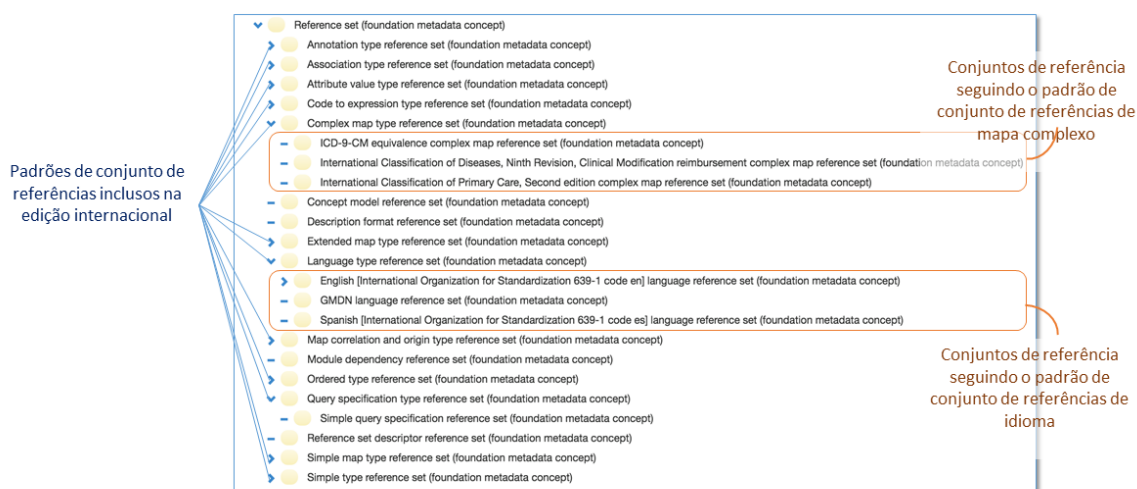 Reference set (foundation metadata concept)
Annotation type reference set (foundation metadata concept)
Association type reference set (foundation metadata concept)
Attribute value type reference set (foundation metadata concept)
Code to expression type reference set (foundation metadata concept)
Complex map type reference set (foundation metadata concept)
ICD-9-CM equivalence complex map reference set (foundation metadata concept)
International Classification of Diseases, Ninth Revision, Clinical Modification reimbursement complex map reference set (foundation metadata concept)
International Classification of Primary Care, Second edition complex map reference set (foundation metadata concept)
Concept model reference set (foundation metadata concept)
Description format reference set (foundation metadata concept)
Extended map type reference set (foundation metadata concept)
Language type reference set (foundation metadata concept)
English [International Organization for Standardization 639-1 code en] language reference set (foundation metadata concept)
GMDN language reference set (foundation metadata concept)
Spanish [International Organization for Standardization 639-1 code es] language reference set (foundation metadata concept)
Map correlation and origin type reference set (foundation metadata concept)
Module dependency reference set (foundation metadata concept)
Ordered type reference set (foundation metadata concept)
Query specification type reference set (foundation metadata concept)
Simple query specification reference set (foundation metadata concept)
Reference set descriptor reference set (foundation metadata concept)
Simple map type reference set (foundation metadata concept)
Simple type reference set (foundation metadata concept)
Padrões de conjunto de
referências inclusos na
edição internacional
Conjuntos de referência
seguindo o padrão de
conjunto de referências de
mapa complexo
Conjuntos de referência
seguindo o padrão de
conjunto de referências de
idioma